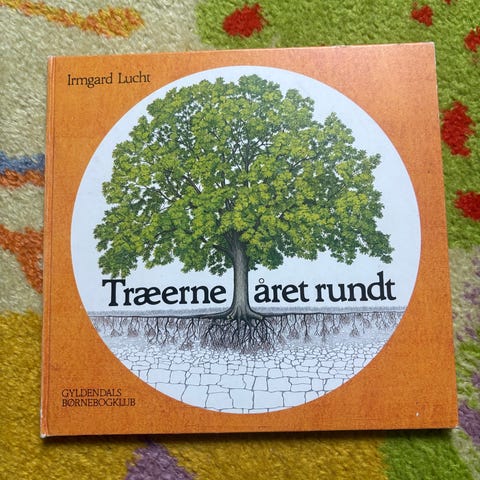 Irmgard Lucht
Træerne året rundt
GYLDENDALS
BØRNEBOGKLUB